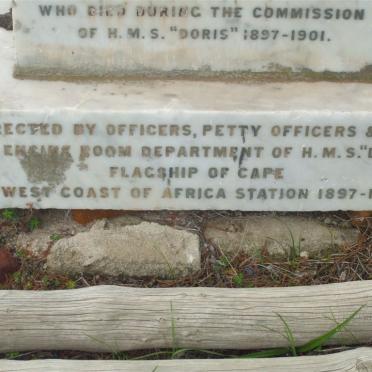 WHO DIED DURING THE COMMISSION
OF H.M.S. "DORIS" 1897-1901.
RECTED BY OFFICERS, PETTY OFFICERS &
ENGINE ROOM DEPARTMENT OF H.M.S. "
FLAGSHIP OF CAPE
WEST COAST OF AFRICA STATION 1897-1